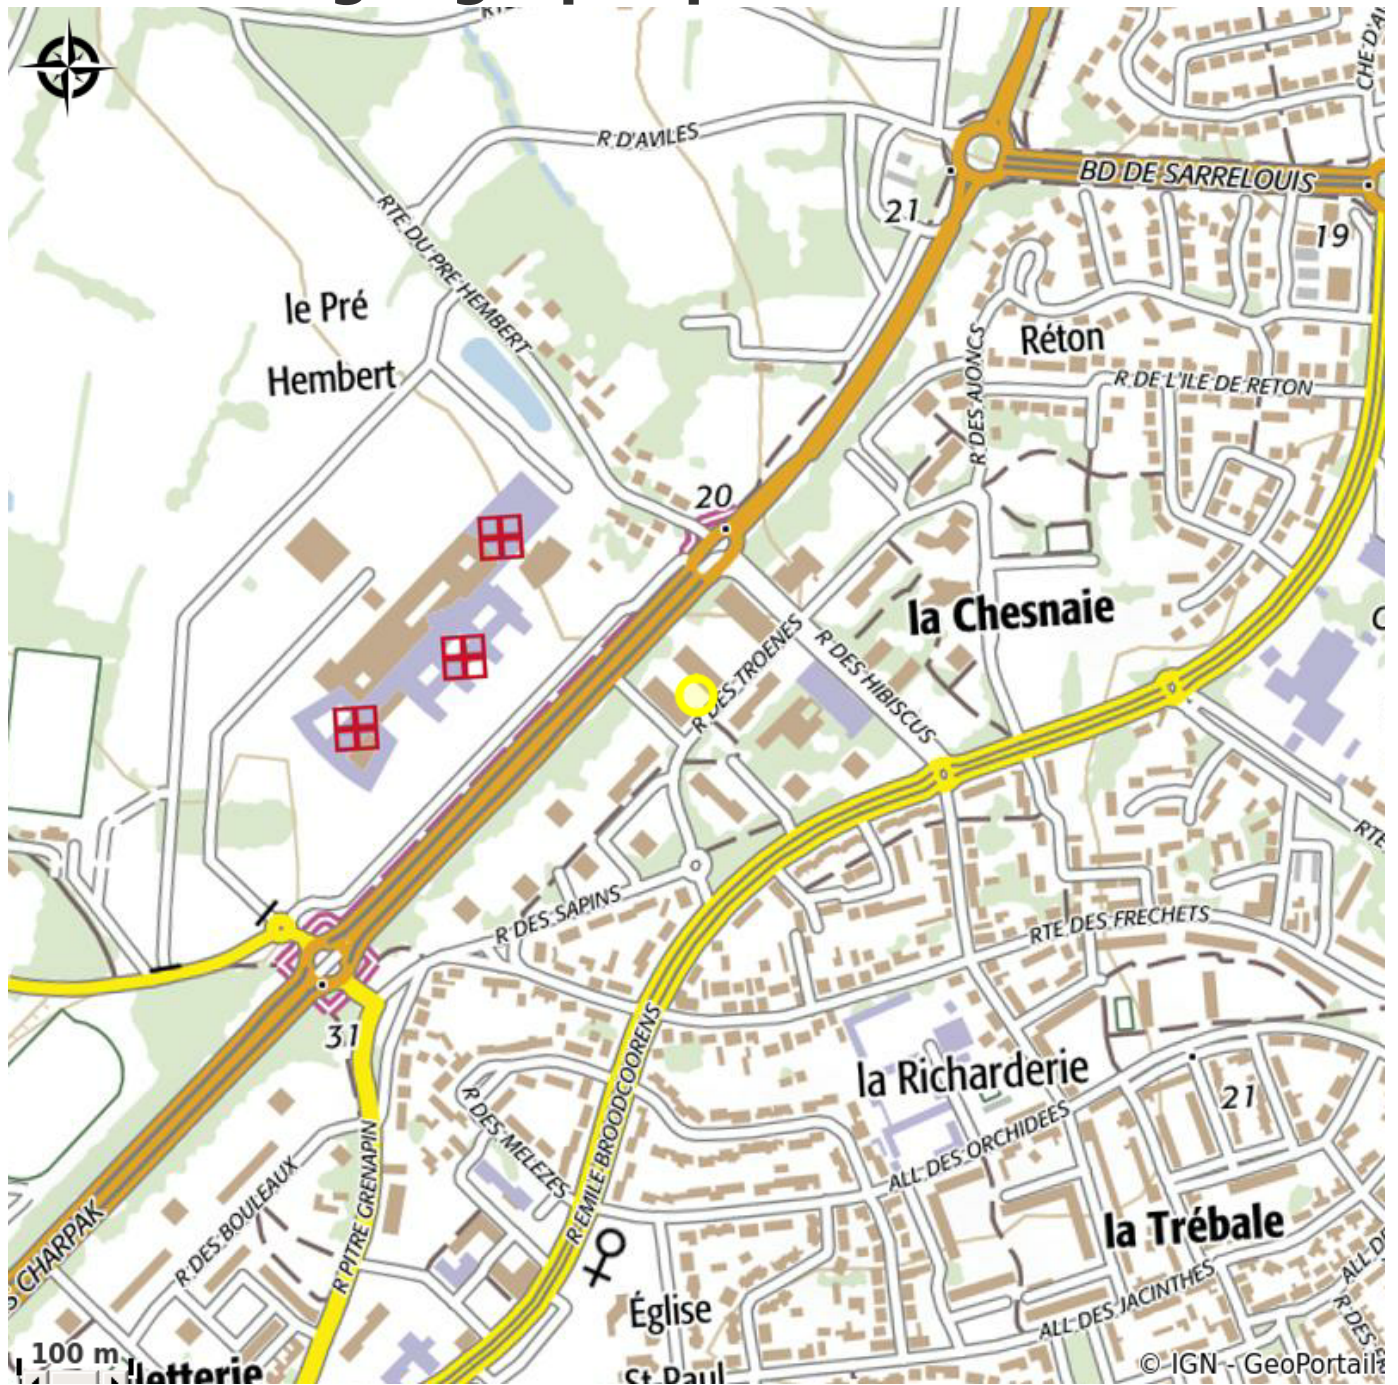 R D'AVILES
BD DE SARRELOUIS
21
19
RTE DU PRE HEMBERT
le Pré
Hembert
Réton
R DES AJONCS
R DE L'ILE DE RETON
20
la Chesnaie
R DES TROENES
R DES HIBISCUS
R DES SAPINS
RTE DES FRECHETS
31
la Richarderie
R DES MELEZES
R EMILE BROODCOORENS
21
ALL DES ORCHIDEES
R DES BOULEAUX
R PITRE GRENAPIN
CHARPAK
la Trébale
ALL DES JACINTHES
Église
St-Paul
100 m
© IGN - GeoPortail